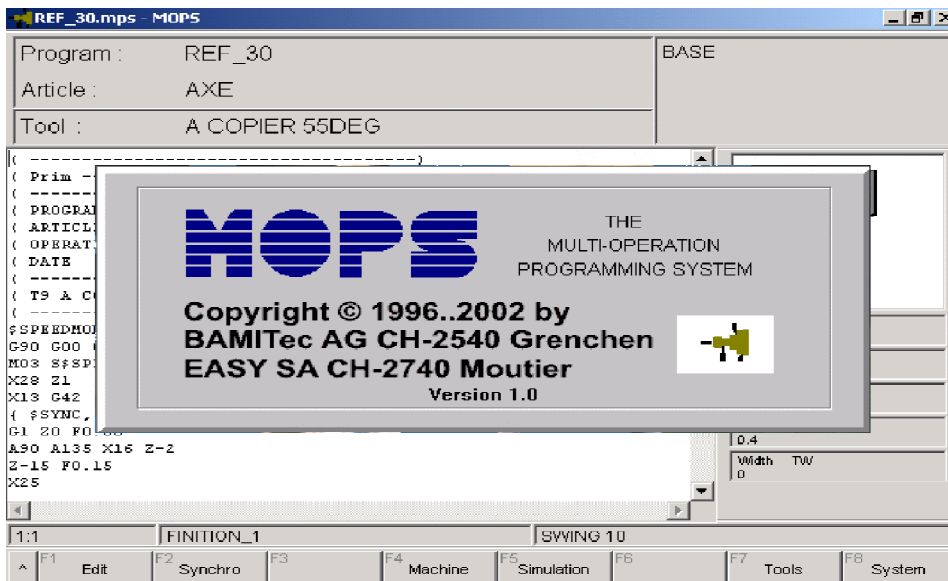 REF_30.mps - MOPS
Program : REF_30
BASE
Article : AXE
Tool : A COPIER 55DEG
( ---------------------------------------)
( Prim --
( ------
( PROGRA
( ARTICL
( OPERAT
( DATE
( ------
( T9 A C
( ------
$SPEEDMO
G90 G00
M03 S$SP
X28 Z1
X13 G42
{ $SYNC,
G1 Z0
A90 A135 X16 Z-2
Z-15 F0.15
X25
MOPS
THE
MULTI-OPERATION
PROGRAMMING SYSTEM
Copyright © 1996..2002 by
BAMITec AG CH-2540 Grenchen
EASY SA CH-2740 Moutier
Version 1.0
0.4
Width TW
0
1:1 FINITION_1 SWING 10
^ F1 Edit F2 Synchro F3 F4 Machine F5 Simulation F6 F7 Tools F8 System